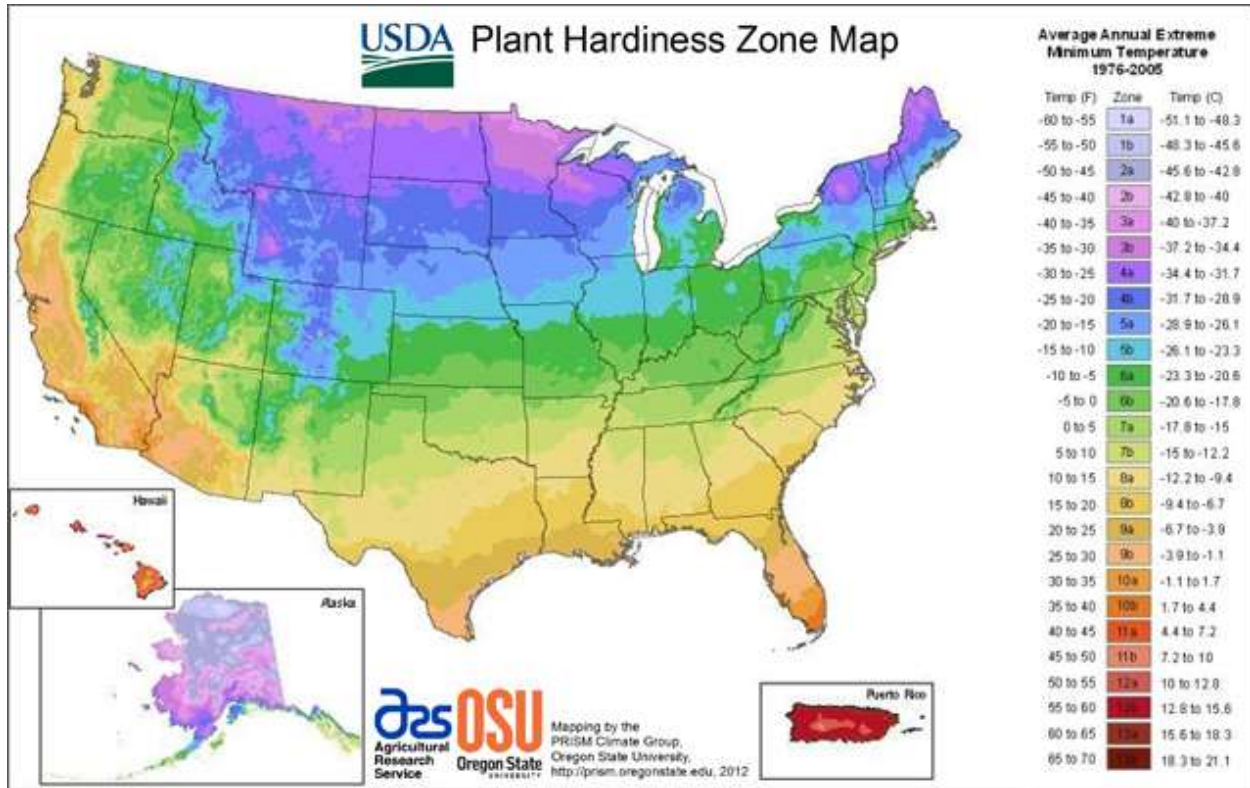 USDA
Plant Hardiness Zone Map
Average Annual Extreme
Minimum Temperature
1976-2005
Temp (F) Zone Temp (C)
-60 to -55 1a -51.1 to -48.3
-55 to -50 1b -48.3 to -45.6
-50 to -45 2a -45.6 to -42.8
-45 to -40 2b -42.8 to -40
-40 to -35 3a -40 to -37.2
-35 to -30 3b -37.2 to -34.4
-30 to -25 4a -34.4 to -31.7
-25 to -20 4b -31.7 to -28.9
-20 to -15 5a -28.9 to -26.1
-15 to -10 5b -26.1 to -23.3
-10 to -5 6a -23.3 to -20.6
-5 to 0 6b -20.6 to -17.8
0 to 5 7a -17.8 to -15
5 to 10 7b -15 to -12.2
10 to 15 8a -12.2 to -9.4
15 to 20 8b -9.4 to -6.7
20 to 25 9a -6.7 to -3.9
25 to 30 9b -3.9 to -1.1
30 to 35 10a -1.1 to 1.7
35 to 40 10b 1.7 to 4.4
40 to 45 11a 4.4 to 7.2
45 to 50 11b 7.2 to 10
50 to 55 12a 10 to 12.8
55 to 60 12b 12.8 to 15.6
60 to 65 13a 15.6 to 18.3
65 to 70 18.3 to 21.1
Hawaii
Alaska
ars
Agricultural
Research
Service
OSU
Oregon State
UNIVERSITY
Mapping by the
PRISM Climate Group,
Oregon State University,
http://prism.oregonstate.edu, 2012
Puerto Rico